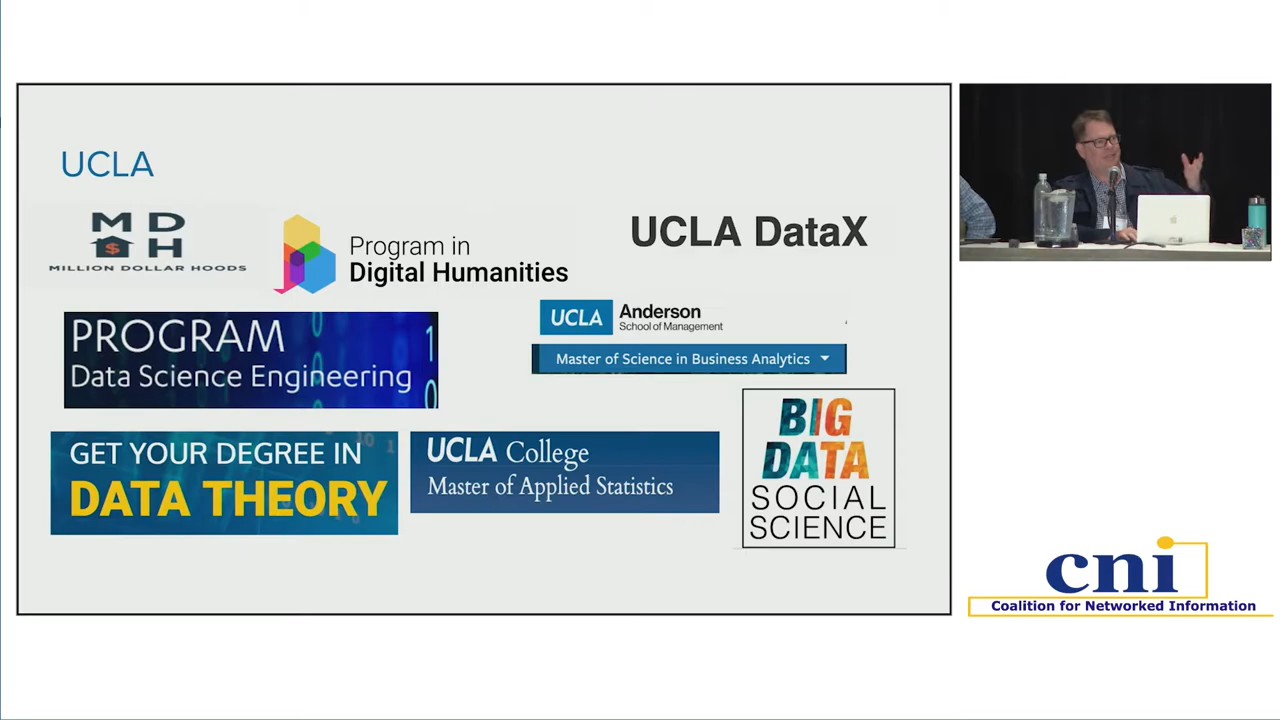 UCLA
M D
H
MILLION DOLLAR HOODS
Program in
Digital Humanities
UCLA DataX
PROGRAM
Data Science Engineering
UCLA Anderson
School of Management
Master of Science in Business Analytics
GET YOUR DEGREE IN
DATA THEORY
UCLA College
Master of Applied Statistics
BIG
DATA
SOCIAL
SCIENCE
cni
Coalition for Networked Information